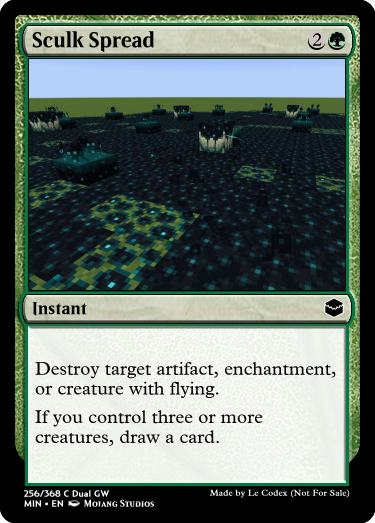 Sculk Spread 2
Instant
Destroy target artifact, enchantment,
or creature with flying.
If you control three or more
creatures, draw a card.
256/368 C Dual GW
MIN • EN Mojang Studios
Made by Le Codex (Not For Sale)